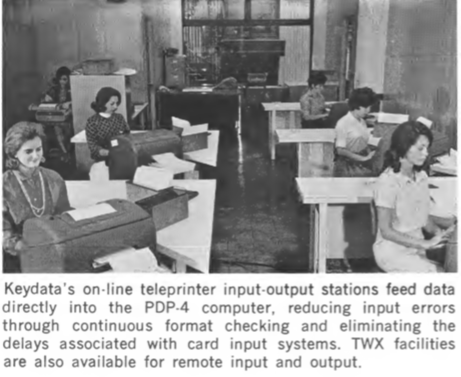 Keydata's on-line teleprinter input-output stations feed data
directly into the PDP-4 computer, reducing input errors
through continuous format checking and eliminating the
delays associated with card input systems. TWX facilities
are also available for remote input and output.